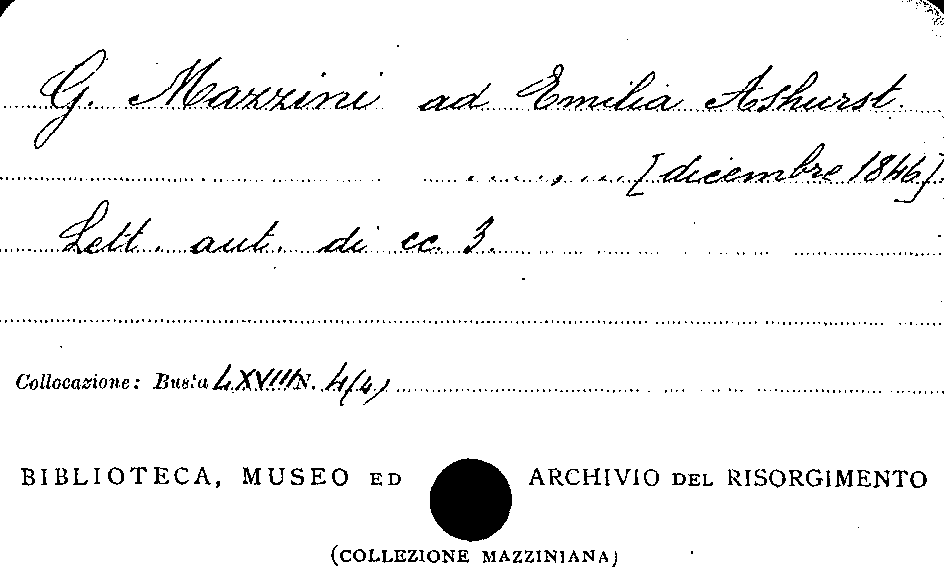 G. Mazzini ad Emilia Ashurst.
....., ... [dicembre 1846]
Lett. aut. di cc. 3.
Collocazione: Busta LXVIII N. 4(4)
BIBLIOTECA, MUSEO ED ARCHIVIO DEL RISORGIMENTO
(COLLEZIONE MAZZINIANA)